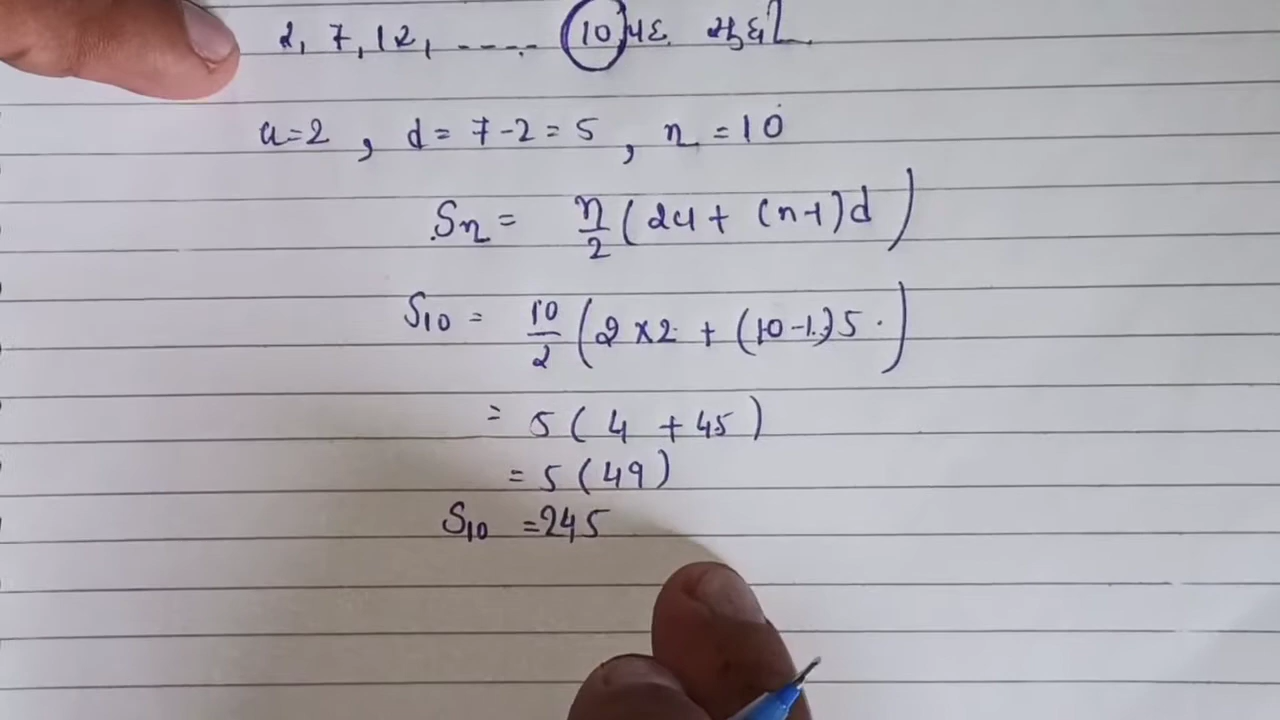 2, 7, 12, ----- 10 પદ સુધી.
a=2 , d= 7-2=5 , n =10
Sn = n/2 (2a + (n-1)d )
S10 = 10/2 (2 x 2 + (10-1)5 )
= 5 ( 4 + 45 )
= 5 ( 49 )
S10 = 245